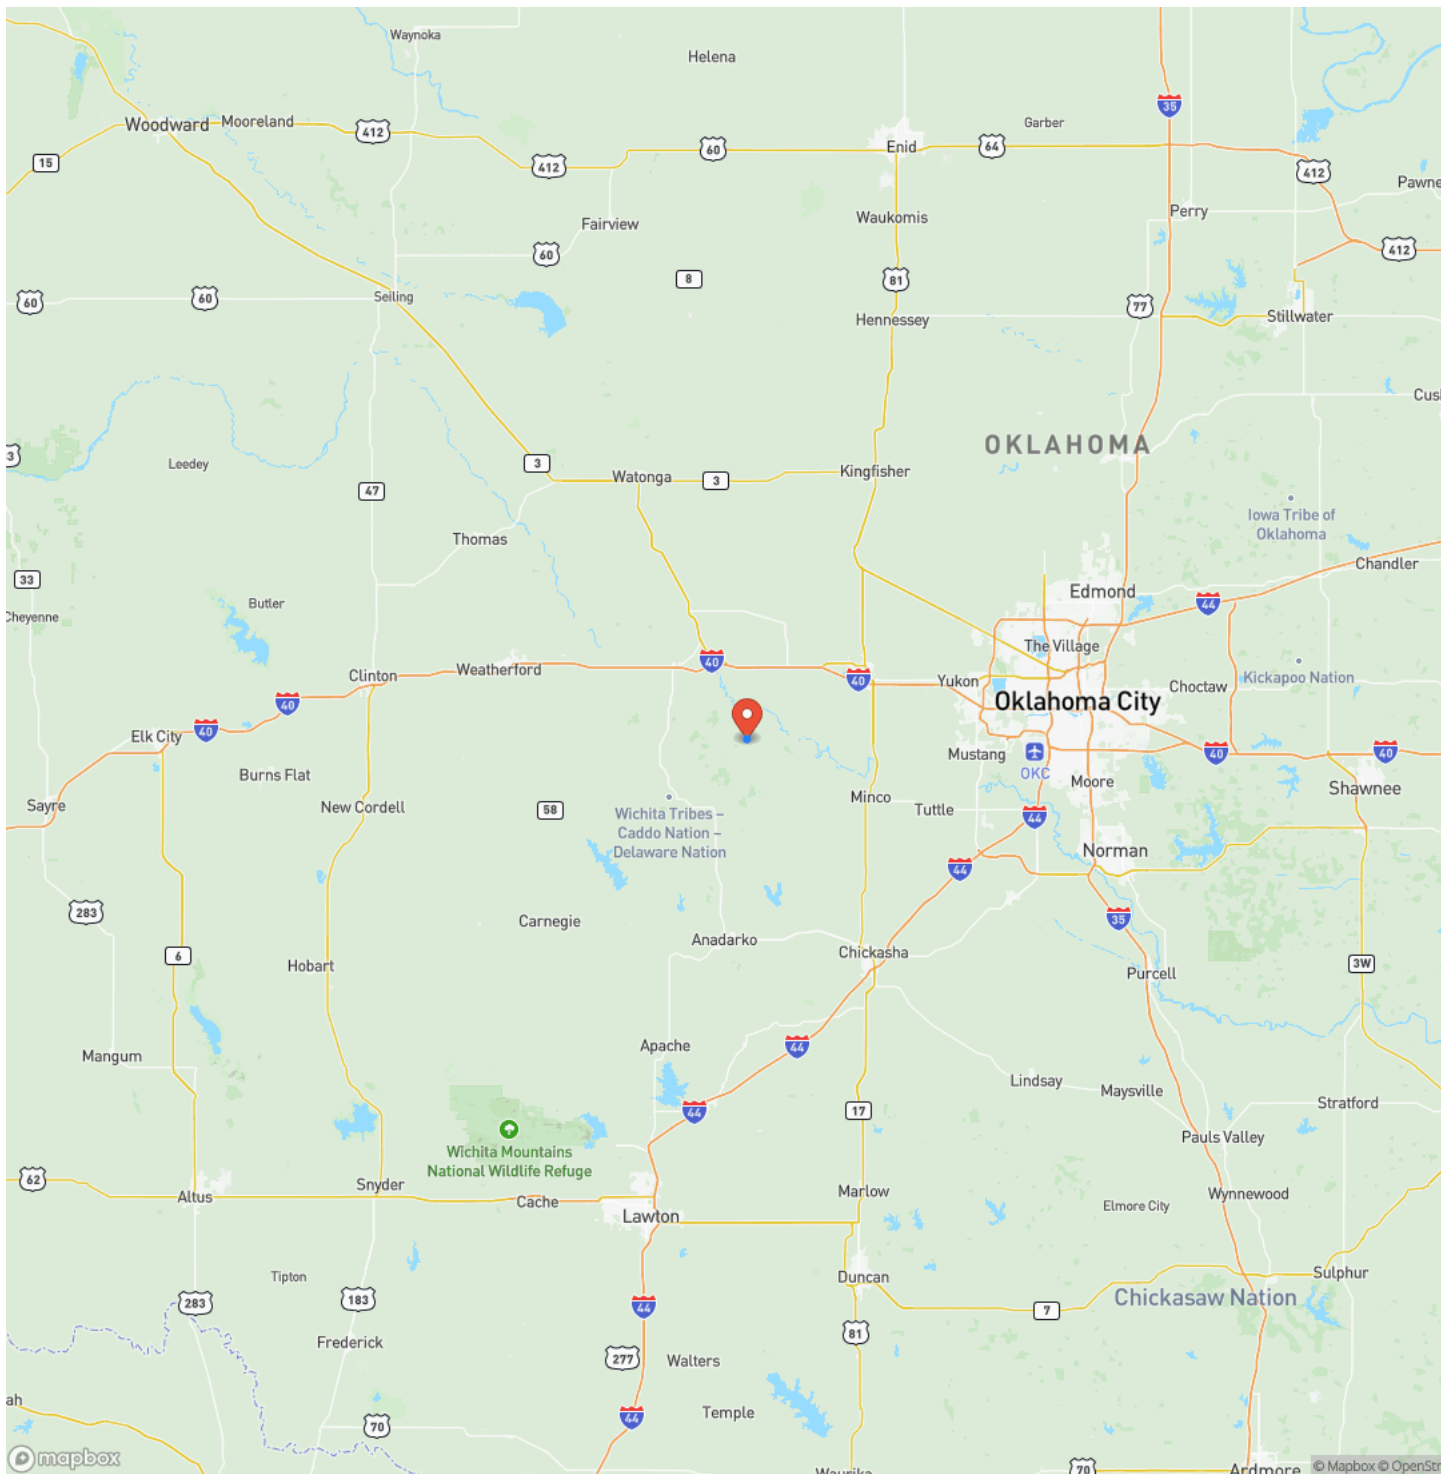 Waynoka
Helena
Woodward
Mooreland
412
35
Garber
15
412
60
Enid
64
412
Pawne
Fairview
Waukomis
Perry
60
412
8
81
60
60
Seiling
77
Hennessey
Stillwater
Cus
OKLAHOMA
3
Leedey
3
Watonga
3
Kingfisher
47
Iowa Tribe of
Oklahoma
Thomas
Chandler
33
Edmond
Butler
44
Cheyenne
The Village
40
Weatherford
Clinton
40
Yukon
Kickapoo Nation
Choctaw
40
Oklahoma City
40
Elk City
40
40
Mustang
OKC
Burns Flat
Moore
Shawnee
Sayre
New Cordell
58
Minco
Tuttle
Wichita Tribes –
Caddo Nation –
Delaware Nation
44
Norman
44
283
35
Carnegie
Anadarko
Chickasha
6
Hobart
3W
Purcell
Mangum
Apache
44
Lindsay
Maysville
44
17
Stratford
Pauls Valley
Wichita Mountains
National Wildlife Refuge
62
Altus
Snyder
Cache
Marlow
Wynnewood
Elmore City
Lawton
Tipton
Duncan
Sulphur
283
183
44
7
Chickasaw Nation
Frederick
81
277
Walters
ah
70
44
Temple
mapbox
Waurika
70
Ardmore
© Mapbox © OpenStr